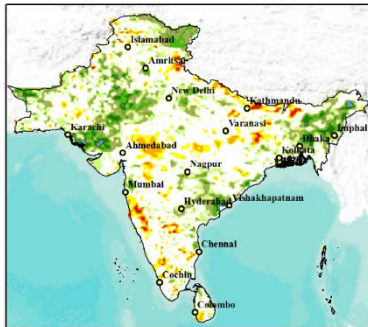 Islamabad
Amritsar
New Delhi
Kathmandu
Karachi
Varanasi
Imphal
Dhaka
Ahmedabad
Kolkata
Nagpur
Mumbai
Hyderabad
Vishakhapatnam
Chennai
Cochin
Colombo